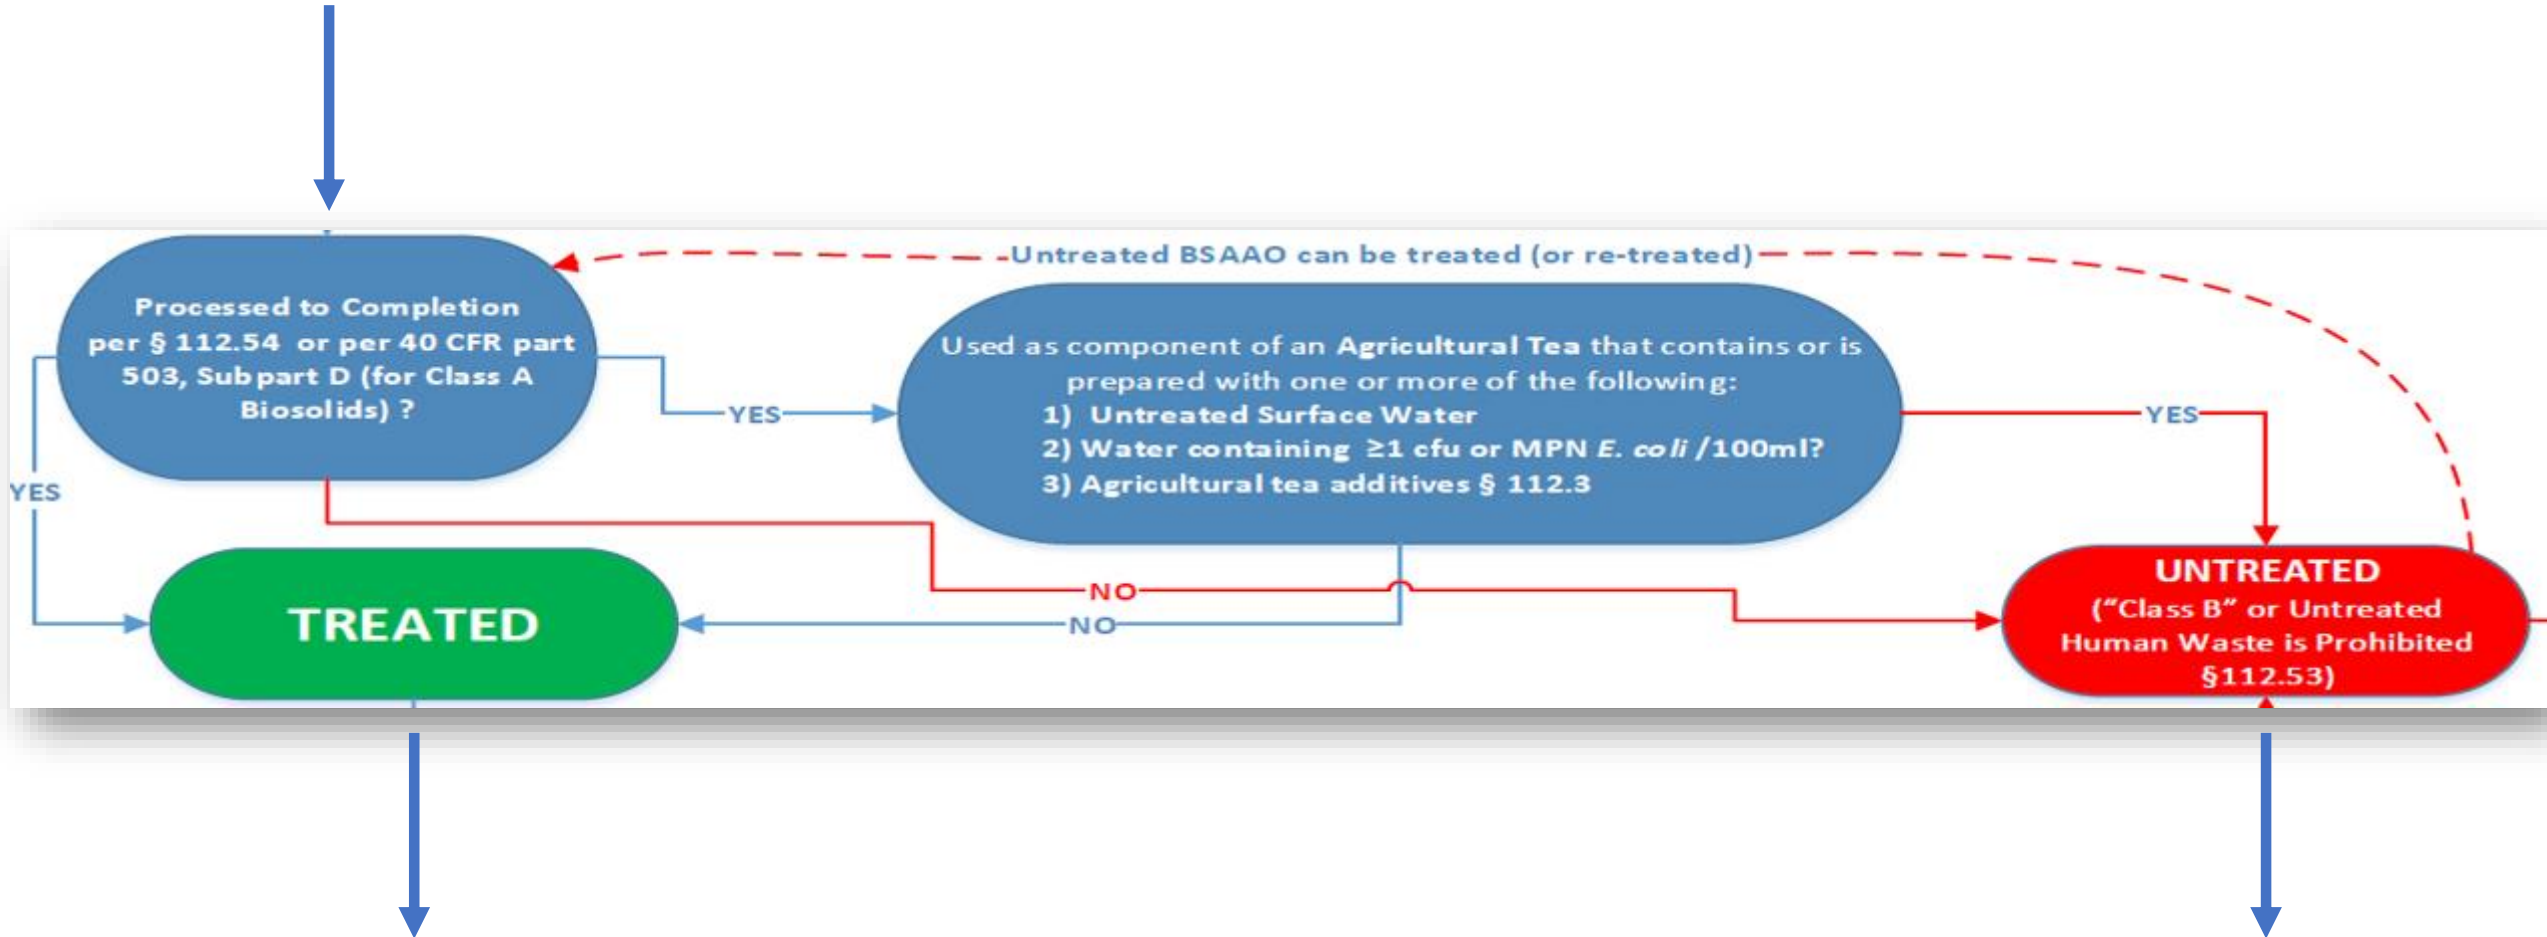 Untreated BSAAO can be treated (or re-treated)
Processed to Completion
per § 112.54 or per 40 CFR part
503, Subpart D (for Class A
Biosolids) ?
YES
Used as component of an Agricultural Tea that contains or is
prepared with one or more of the following:
1) Untreated Surface Water
2) Water containing ≥1 cfu or MPN E. coli /100ml?
3) Agricultural tea additives § 112.3
YES
YES
NO
NO
TREATED
UNTREATED
(“Class B” or Untreated
Human Waste is Prohibited
§112.53)